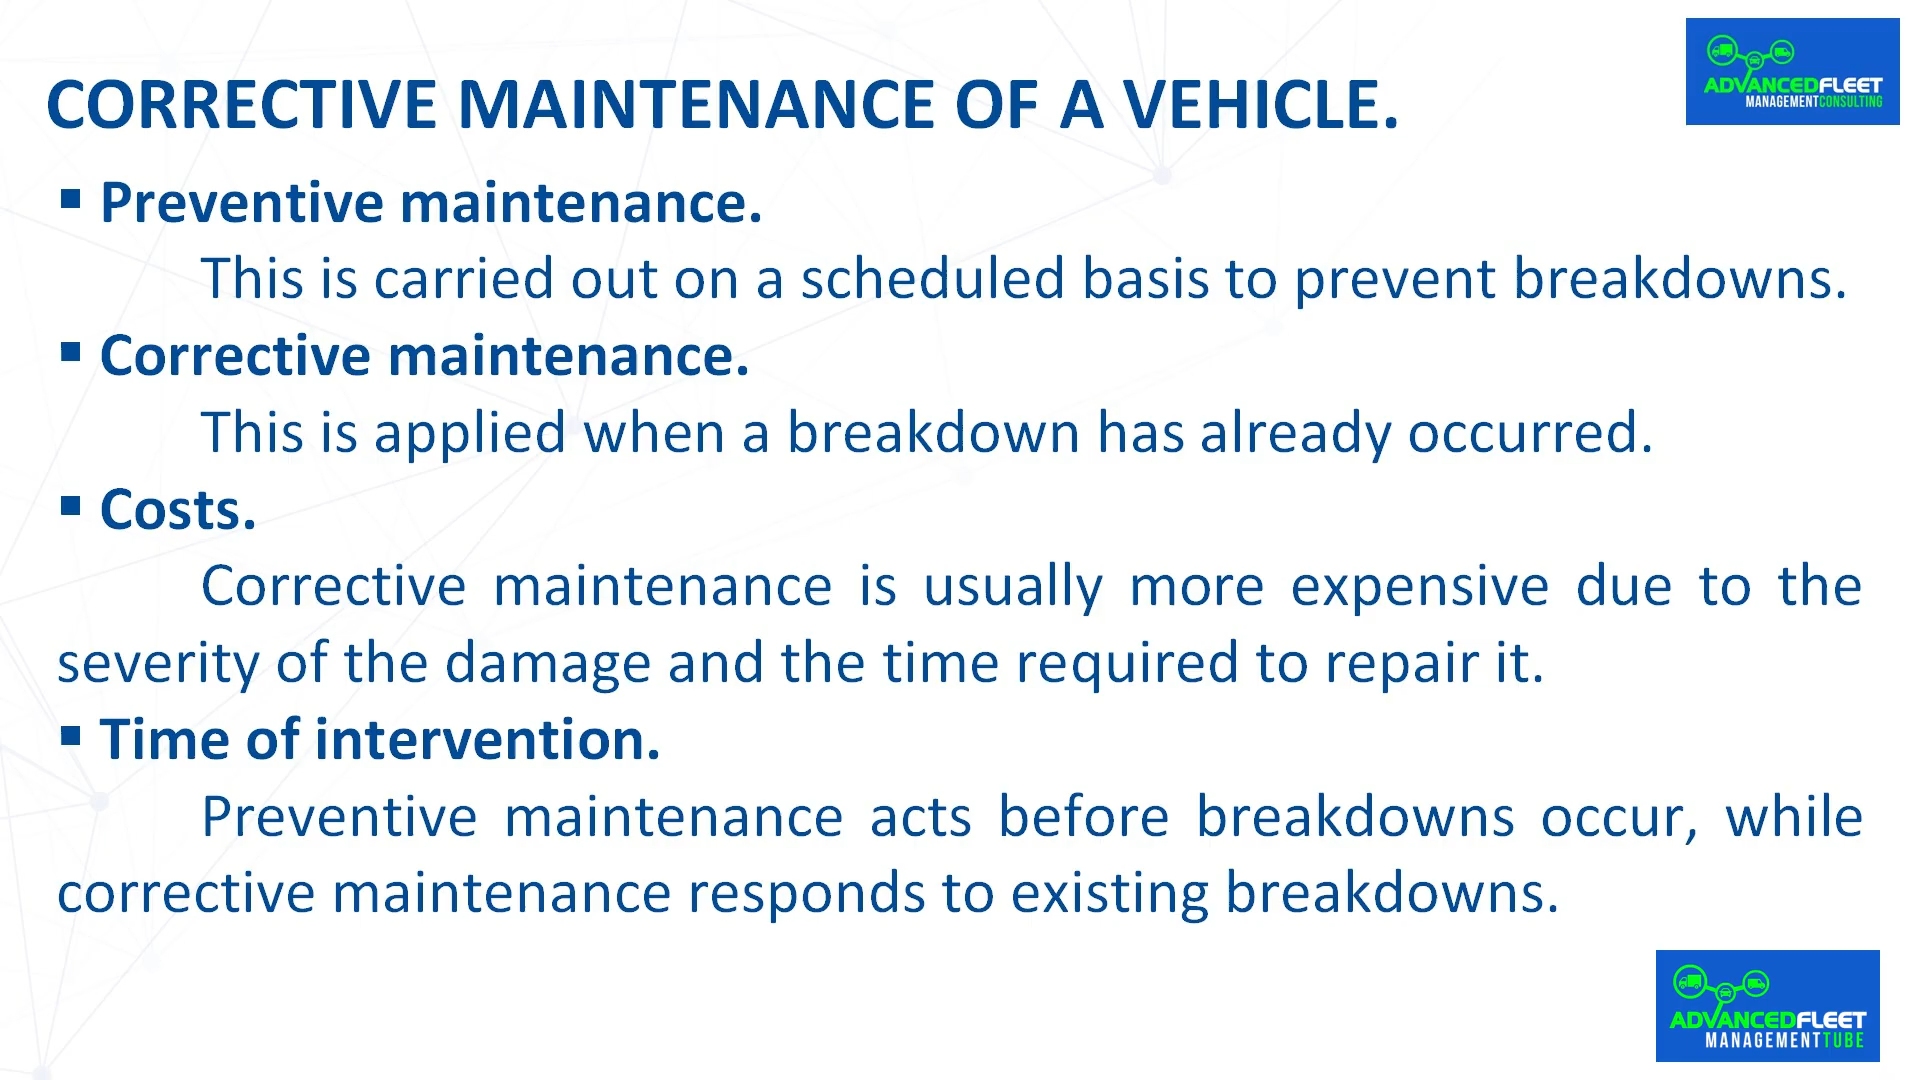 CORRECTIVE MAINTENANCE OF A VEHICLE.
ADVANCEDFLEET
MANAGEMENTCONSULTING
▪ Preventive maintenance.
This is carried out on a scheduled basis to prevent breakdowns.
▪ Corrective maintenance.
This is applied when a breakdown has already occurred.
▪ Costs.
Corrective maintenance is usually more expensive due to the
severity of the damage and the time required to repair it.
▪ Time of intervention.
Preventive maintenance acts before breakdowns occur, while
corrective maintenance responds to existing breakdowns.
ADVANCEDFLEET
MANAGEMENTTUBE